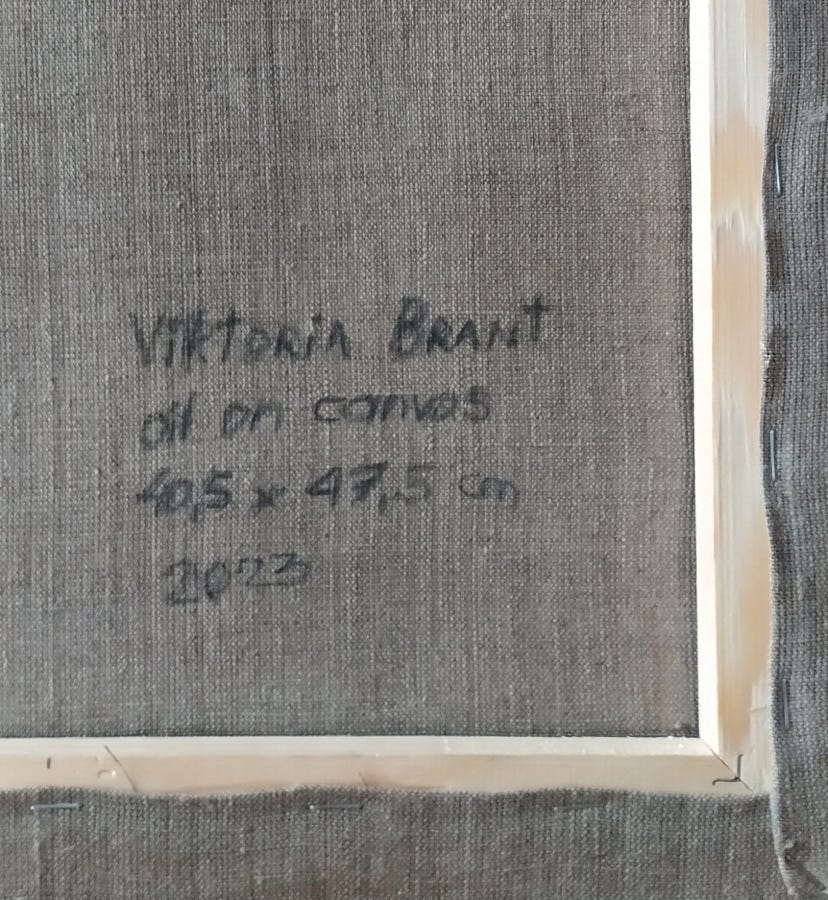 Viktoria Brant
oil on canvas
40,5 x 47,5 cm
2023